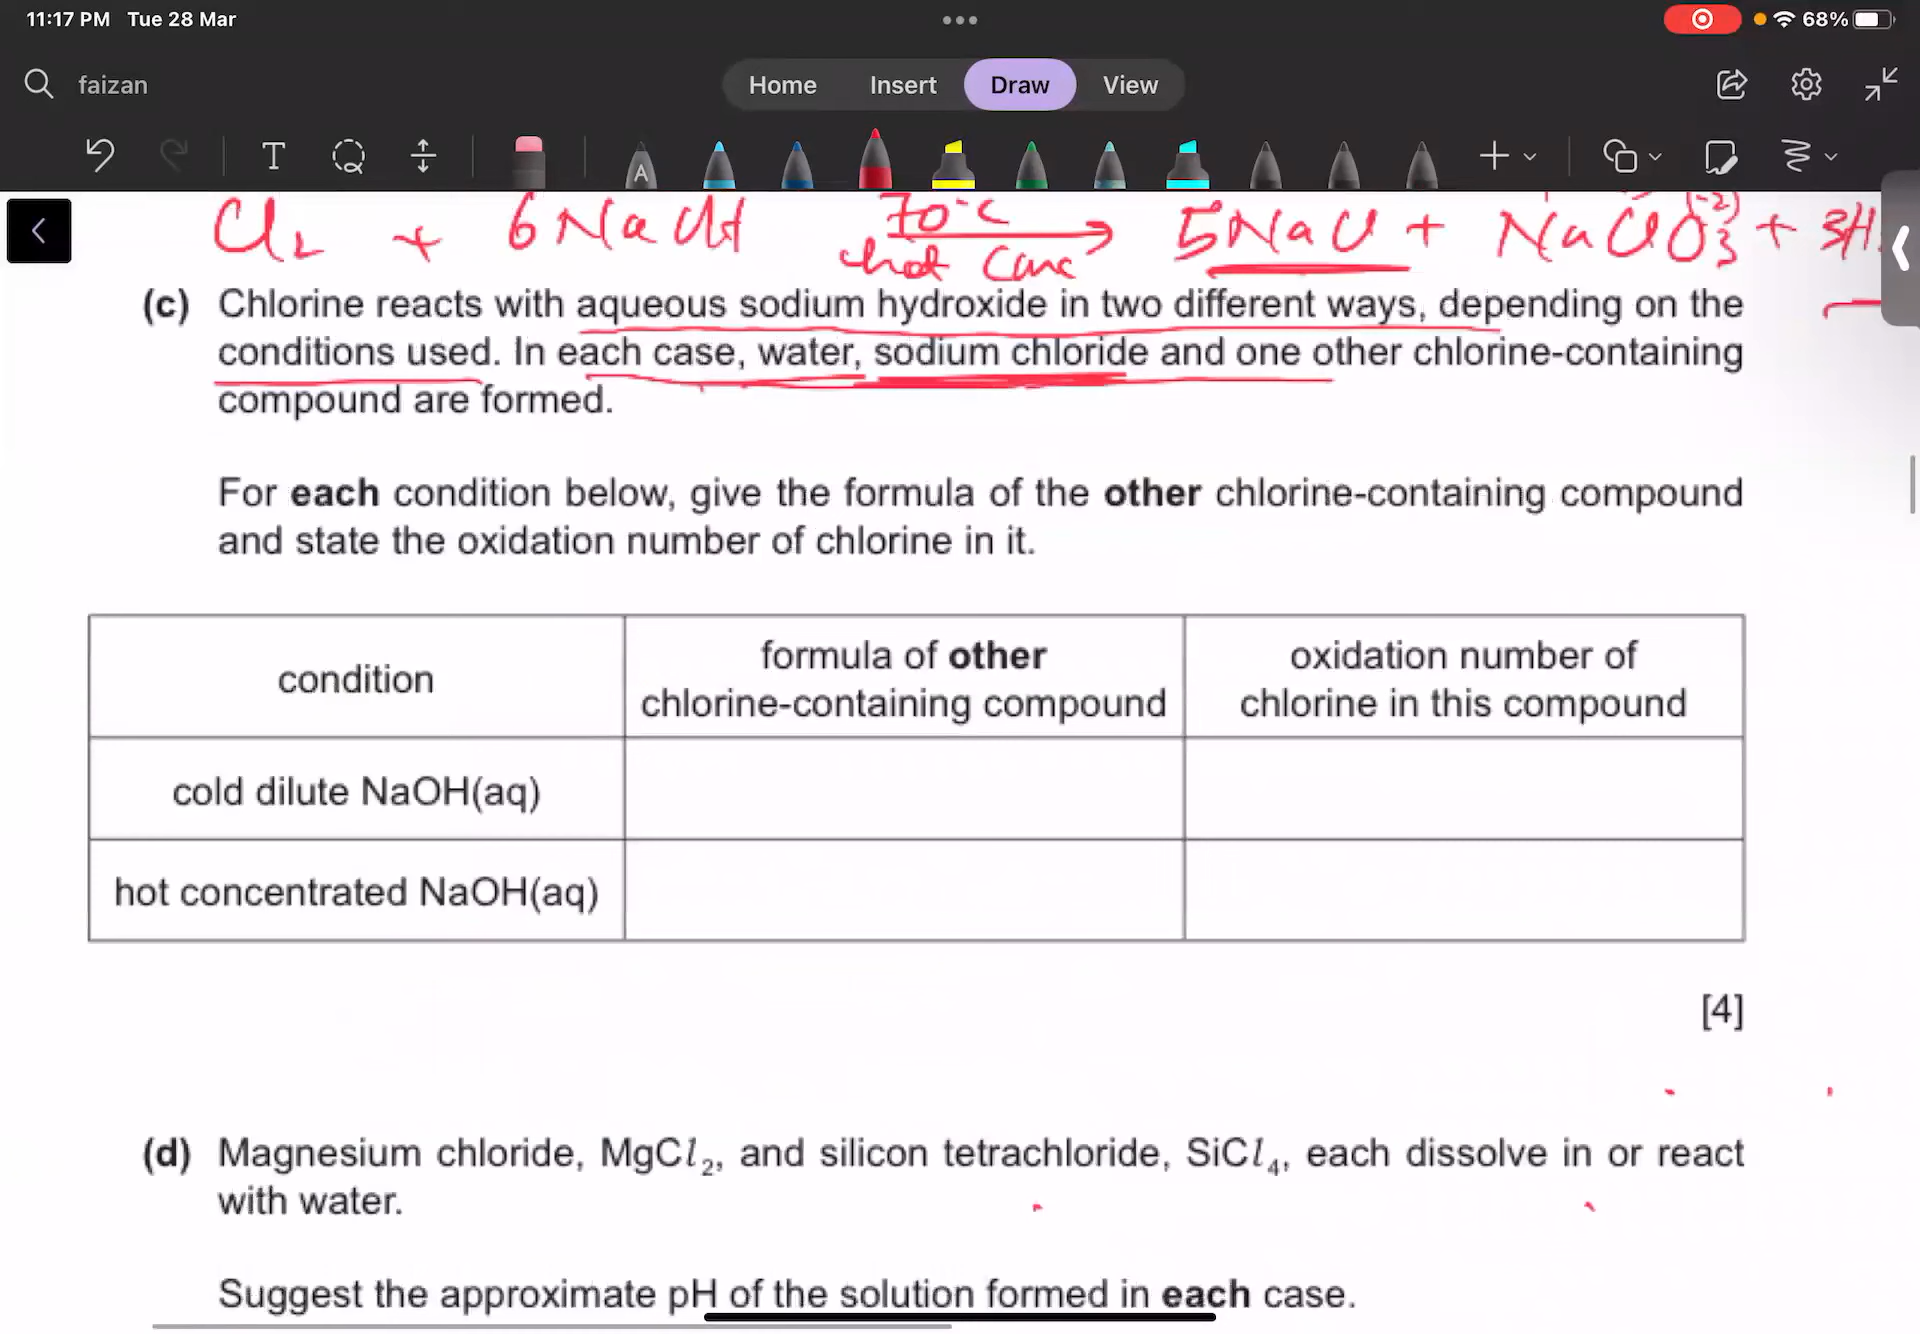 11:17 PM Tue 28 Mar
68%
faizan
Home Insert Draw View
T
A
Cl₂ + 6NaOH 70°C hot conc → 5NaCl + NaClO₃ (-2) + 3H
(c) Chlorine reacts with aqueous sodium hydroxide in two different ways, depending on the
conditions used. In each case, water, sodium chloride and one other chlorine-containing
compound are formed.
For each condition below, give the formula of the other chlorine-containing compound
and state the oxidation number of chlorine in it.
condition
formula of other
chlorine-containing compound
oxidation number of
chlorine in this compound
cold dilute NaOH(aq)
hot concentrated NaOH(aq)
[4]
(d) Magnesium chloride, MgCl₂, and silicon tetrachloride, SiCl₄, each dissolve in or react
with water.
Suggest the approximate pH of the solution formed in each case.